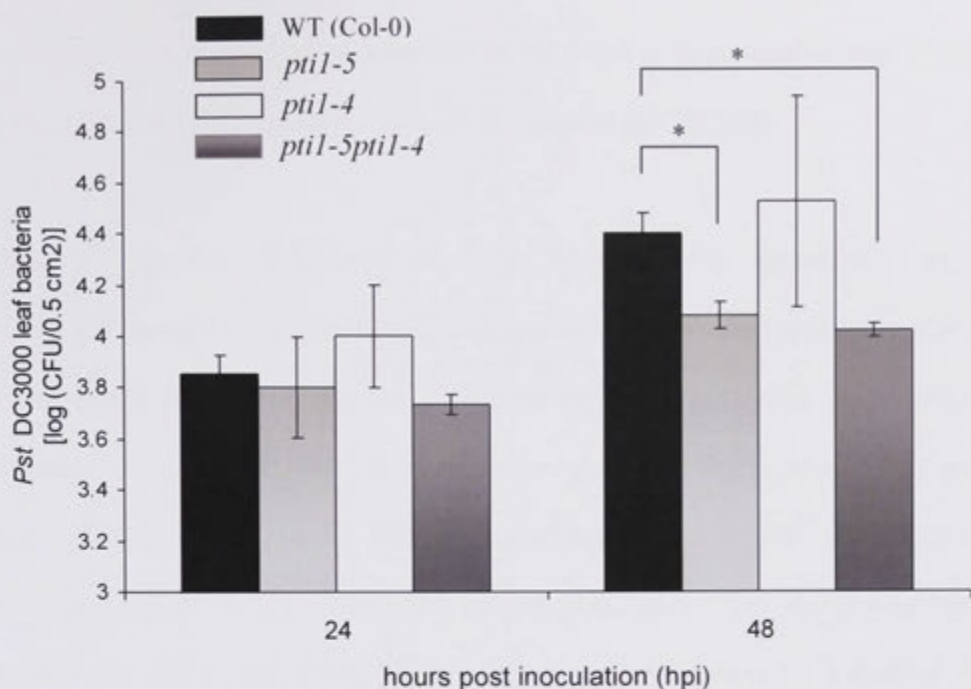 WT (Col-0)
pti1-5
pti1-4
pti1-5pti1-4
*
*
5
4.8
4.6
4.4
4.2
4
3.8
3.6
3.4
3.2
3
Pst DC3000 leaf bacteria
[log (CFU/0.5 cm2)]
24
48
hours post inoculation (hpi)